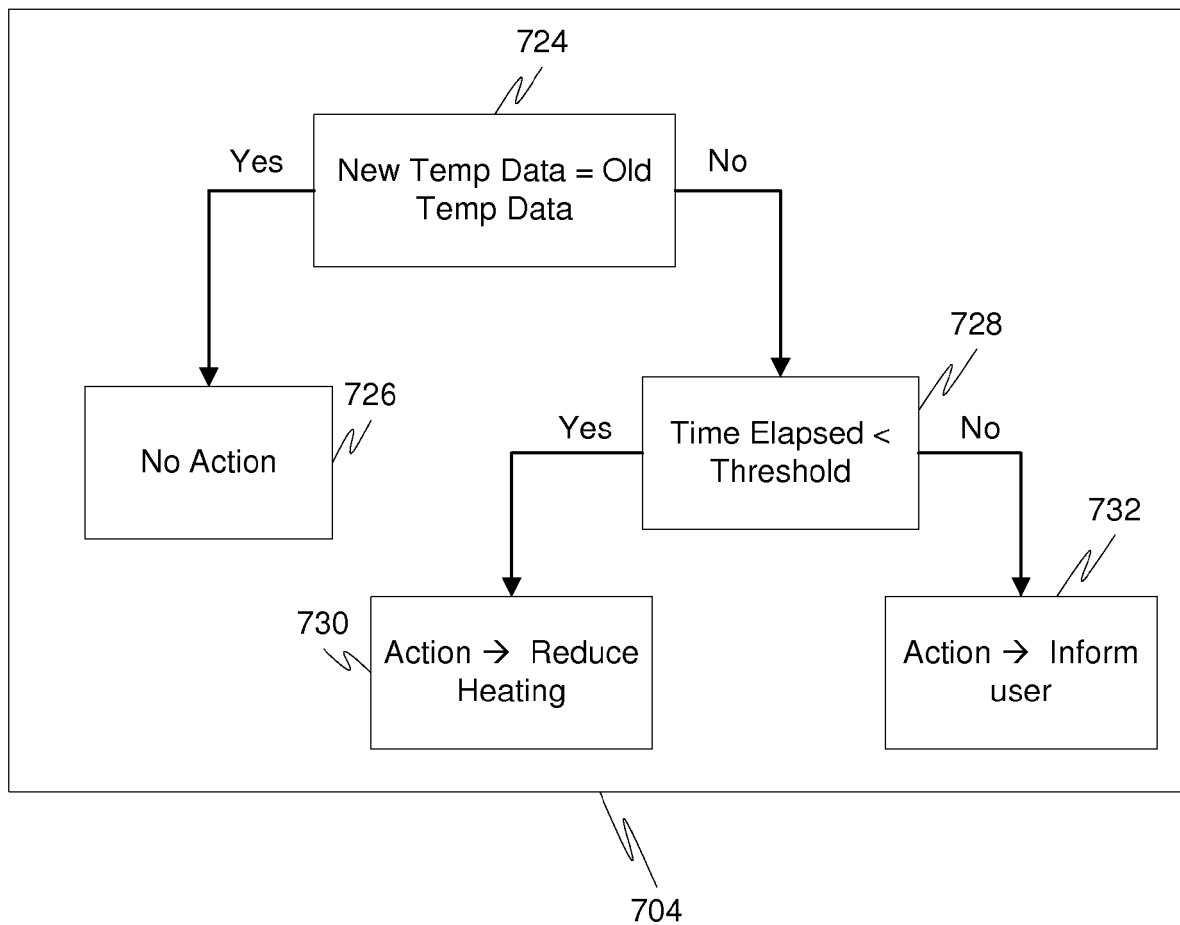 724
Yes
New Temp Data = Old
Temp Data
No
728
726
No Action
Yes
Time Elapsed <
Threshold
No
732
730
Action → Reduce
Heating
Action → Inform
user
704